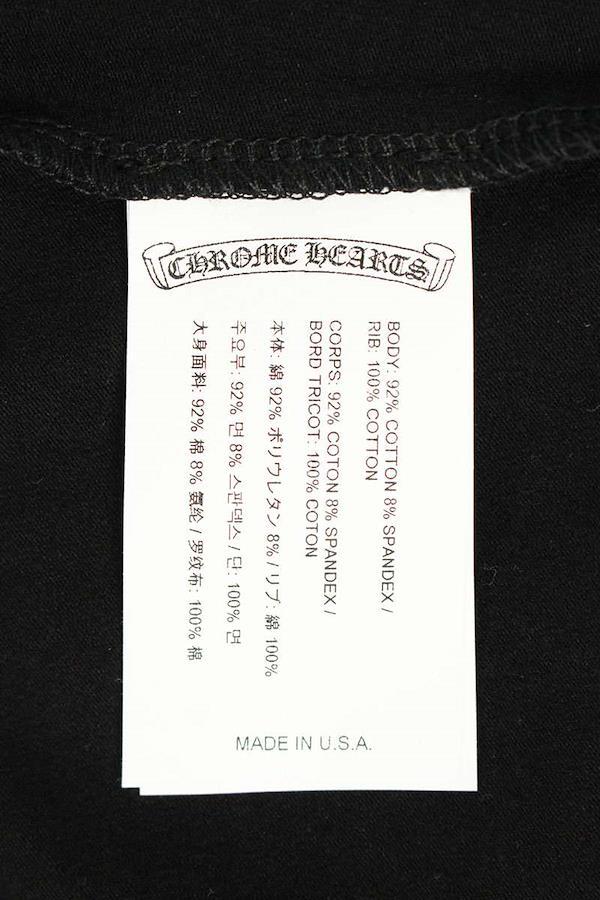 CHROME HEARTS
BODY: 92% COTTON 8% SPANDEX /
RIB: 100% COTTON
CORPS: 92% COTON 8% SPANDEX /
BORD TRICOT: 100% COTON
本体: 綿 92% ポリウレタン 8% / リブ: 綿 100%
주요부: 92% 면 8% 스판덱스 / 단: 100% 면
大身面料: 92% 棉 8% 氨纶 / 罗纹布: 100% 棉
MADE IN U.S.A.